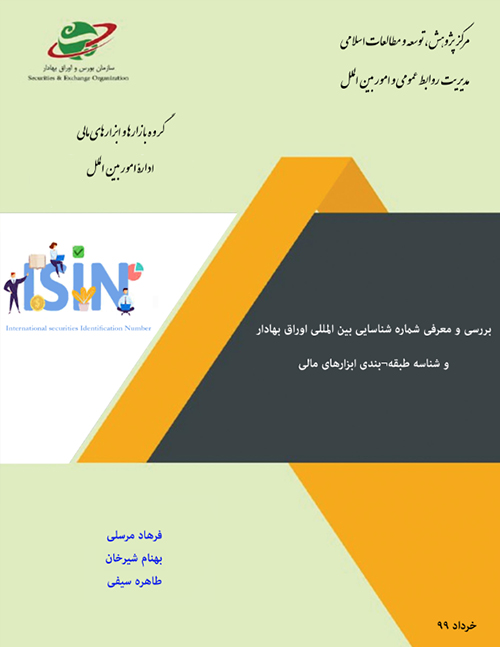 مرکز پژوهش، توسعه و مطالعات اسلامی
مدیریت روابط عمومی و امور بین الملل
سازمان بورس و اوراق بهادار
Securities & Exchange Organization
گروه بازارها و ابزارهای مالی
ادارهٔ امور بین الملل
ISIN
International securities Identification Number
بررسی و معرفی شماره شناسایی بین المللی اوراق بهادار
و شناسه طبقه¬بندی ابزارهای مالی
فرهاد مرسلی
بهنام شیرخان
طاهره سیفی
خرداد ۹۹